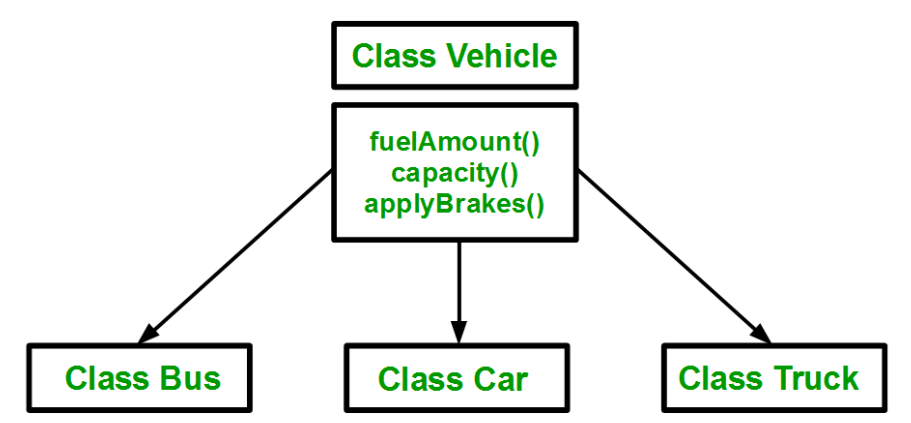 Class Vehicle
fuelAmount()
capacity()
applyBrakes()
Class Bus
Class Car
Class Truck